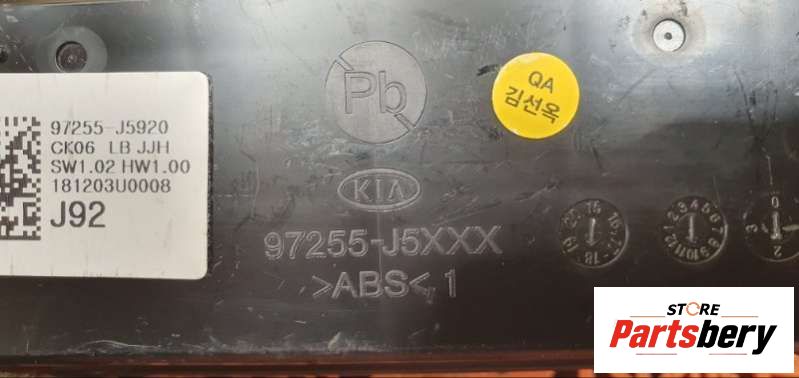 97255-J5920
CK06 LB JJH
SW1.02 HW1.00
181203U0008
J92
Pb
QA
김선옥
KIA
97255-J5XXX
>ABS<, 1
STORE
Partsbery